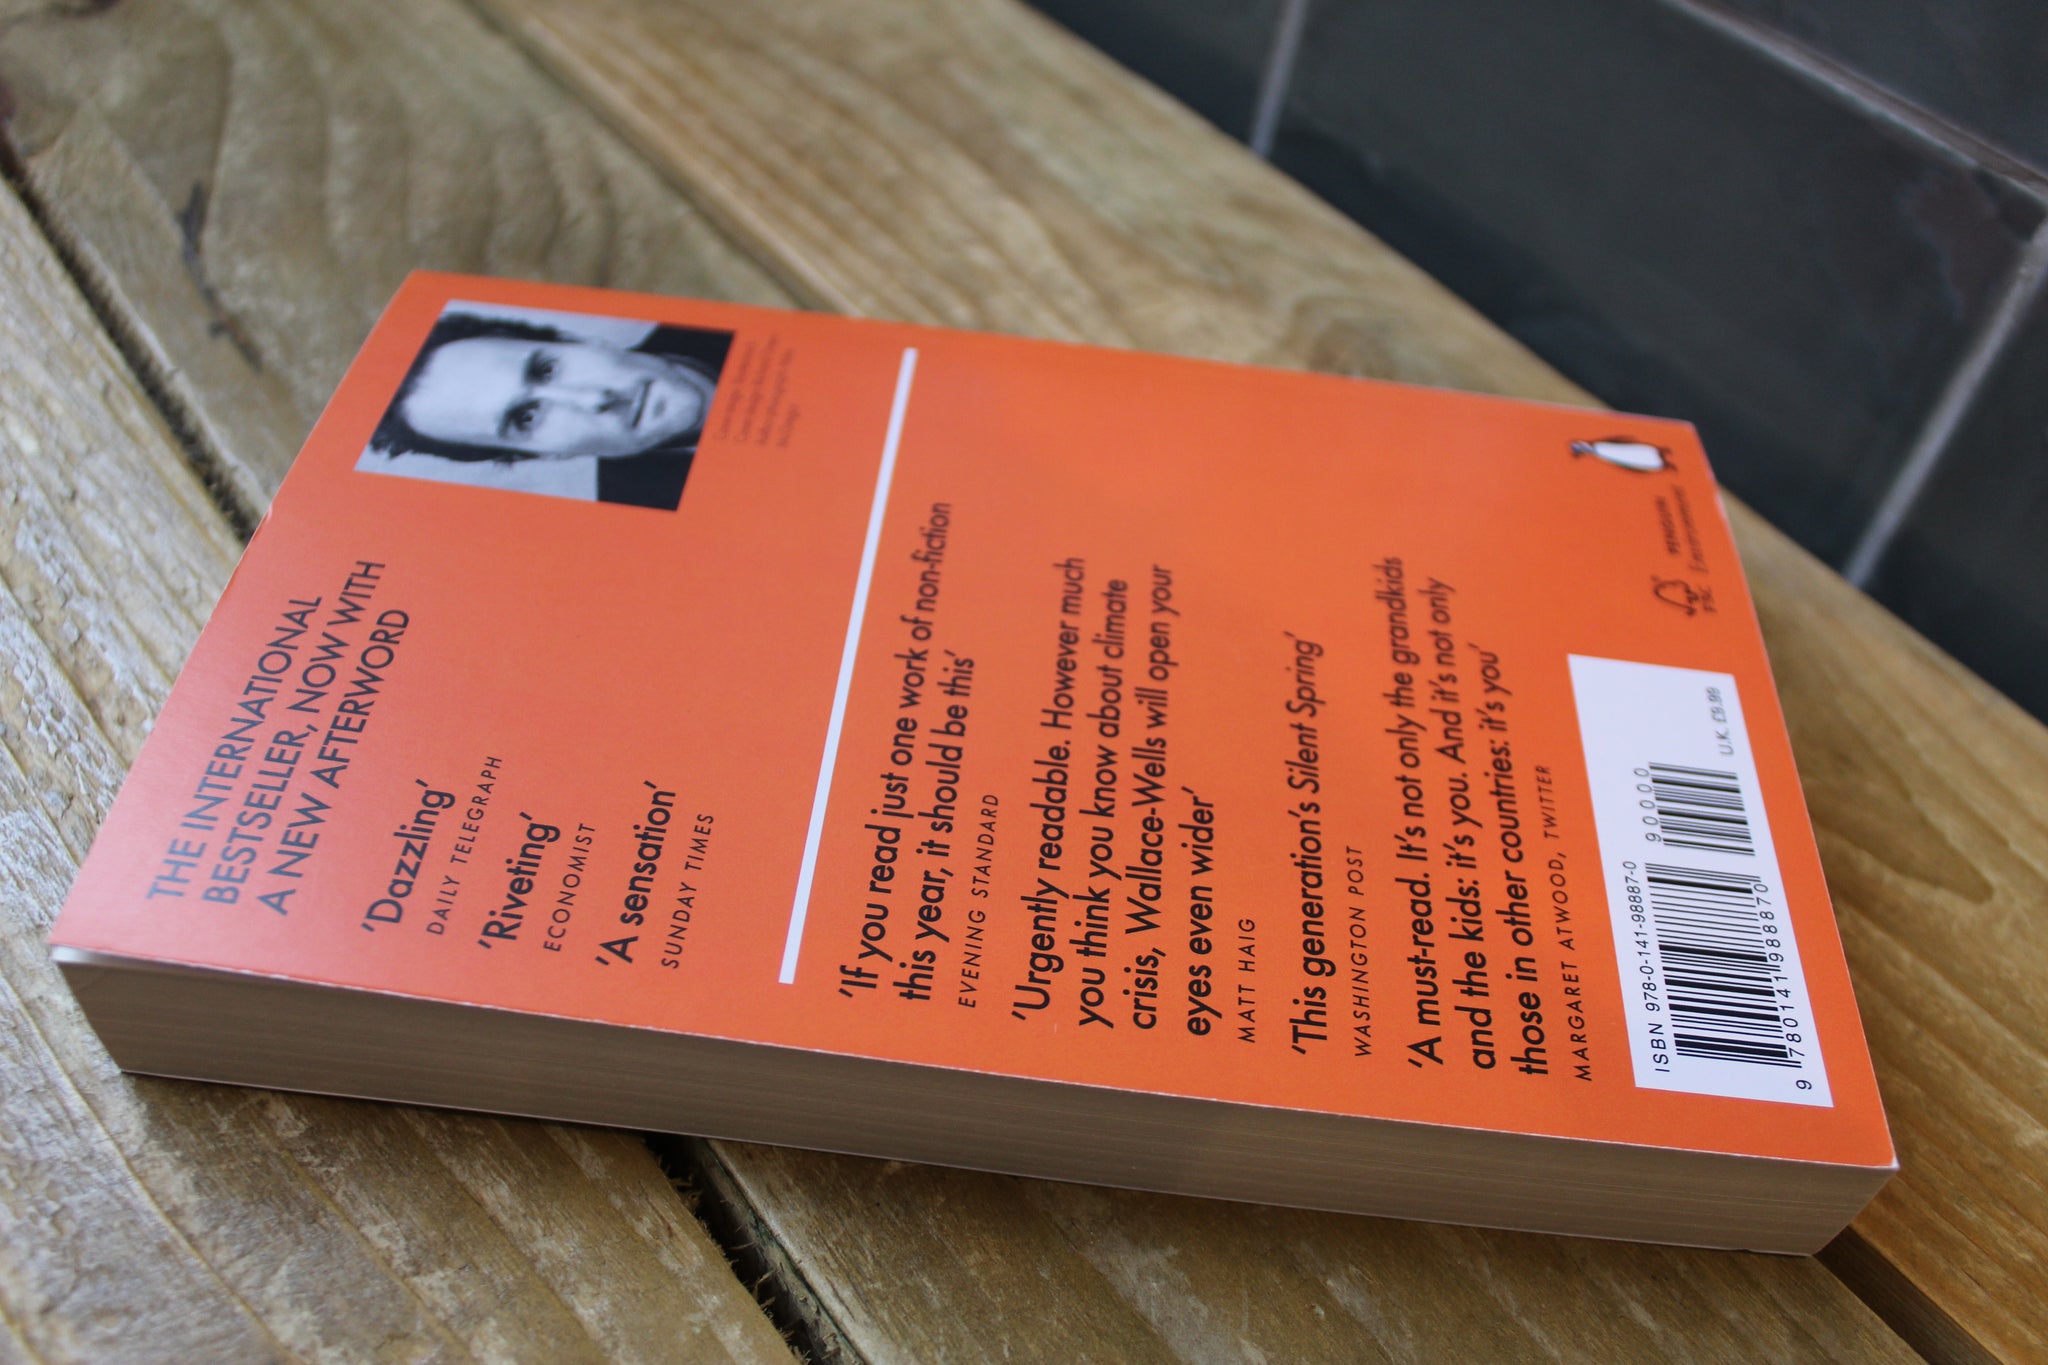 THE INTERNATIONAL
BESTSELLER, NOW WITH
A NEW AFTERWORD
'Dazzling'
DAILY TELEGRAPH
'Riveting'
ECONOMIST
'A sensation'
SUNDAY TIMES
'If you read just one work of non-fiction
this year, it should be this'
EVENING STANDARD
'Urgently readable. However much
you think you know about climate
crisis, Wallace-Wells will open your
eyes even wider'
MATT HAIG
'This generation's Silent Spring'
WASHINGTON POST
'A must-read. It's not only the grandkids
and the kids: it's you. And it's not only
those in other countries: it's you'
MARGARET ATWOOD, TWITTER
ISBN 978-0-141-98887-0
90000
9 780141 988870
U.K. £9.99
FSC
PENGUIN
Environment